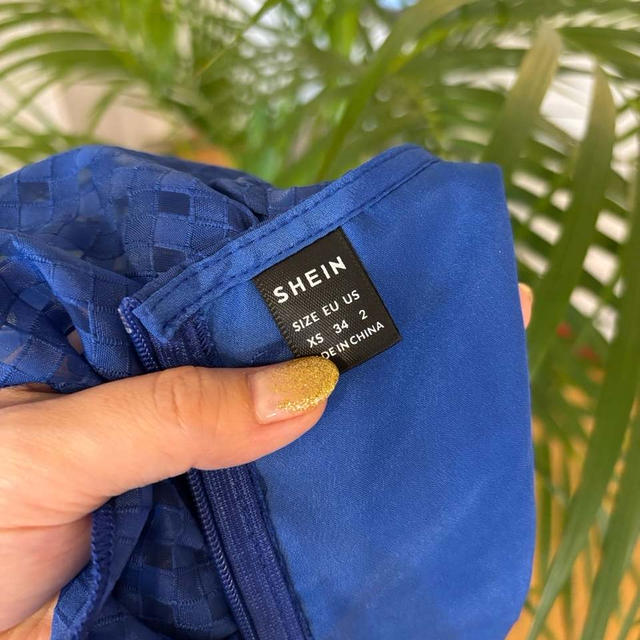 SHEIN
SIZE EU US
XS 34 2
DE IN CHINA